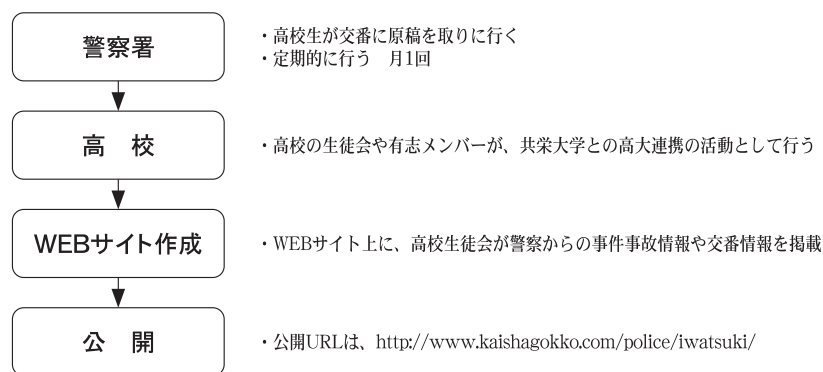 警察署
・高校生が交番に原稿を取りに行く
・定期的に行う　月1回
高　校
・高校の生徒会や有志メンバーが、共栄大学との高大連携の活動として行う
WEBサイト作成
・WEBサイト上に、高校生徒会が警察からの事件事故情報や交番情報を掲載
公　開
・公開URLは、http://www.kaishagokko.com/police/iwatsuki/